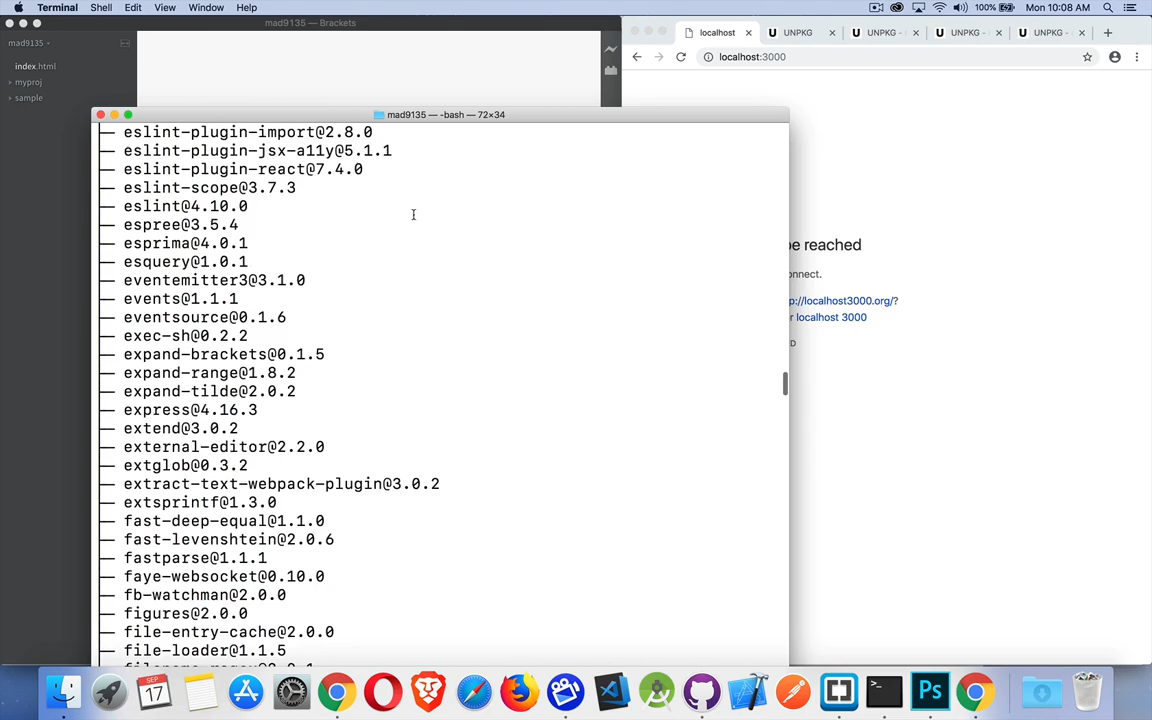 Shell Edit View Window Help
Terminal
100%
Mon 10:08 AM
mad9135 — Brackets
mad9135
index.html
myproj
sample
localhost
UNPKG
UNPKG -
UNPKG -
UNPKG -
localhost:3000
mad9135 — -bash — 72×34
├── eslint-plugin-import@2.8.0
├── eslint-plugin-jsx-a11y@5.1.1
├── eslint-plugin-react@7.4.0
├── eslint-scope@3.7.3
├── eslint@4.10.0
├── espree@3.5.4
├── esprima@4.0.1
├── esquery@1.0.1
├── eventemitter3@3.1.0
├── events@1.1.1
├── eventsource@0.1.6
├── exec-sh@0.2.2
├── expand-brackets@0.1.5
├── expand-range@1.8.2
├── expand-tilde@2.0.2
├── express@4.16.3
├── extend@3.0.2
├── external-editor@2.2.0
├── extglob@0.3.2
├── extract-text-webpack-plugin@3.0.2
├── extsprintf@1.3.0
├── fast-deep-equal@1.1.0
├── fast-levenshtein@2.0.6
├── fastparse@1.1.1
├── faye-websocket@0.10.0
├── fb-watchman@2.0.0
├── figures@2.0.0
├── file-entry-cache@2.0.0
├── file-loader@1.1.5
be reached
onnect.
p://localhost3000.org/?
r localhost 3000
D
SEP
17
Ps